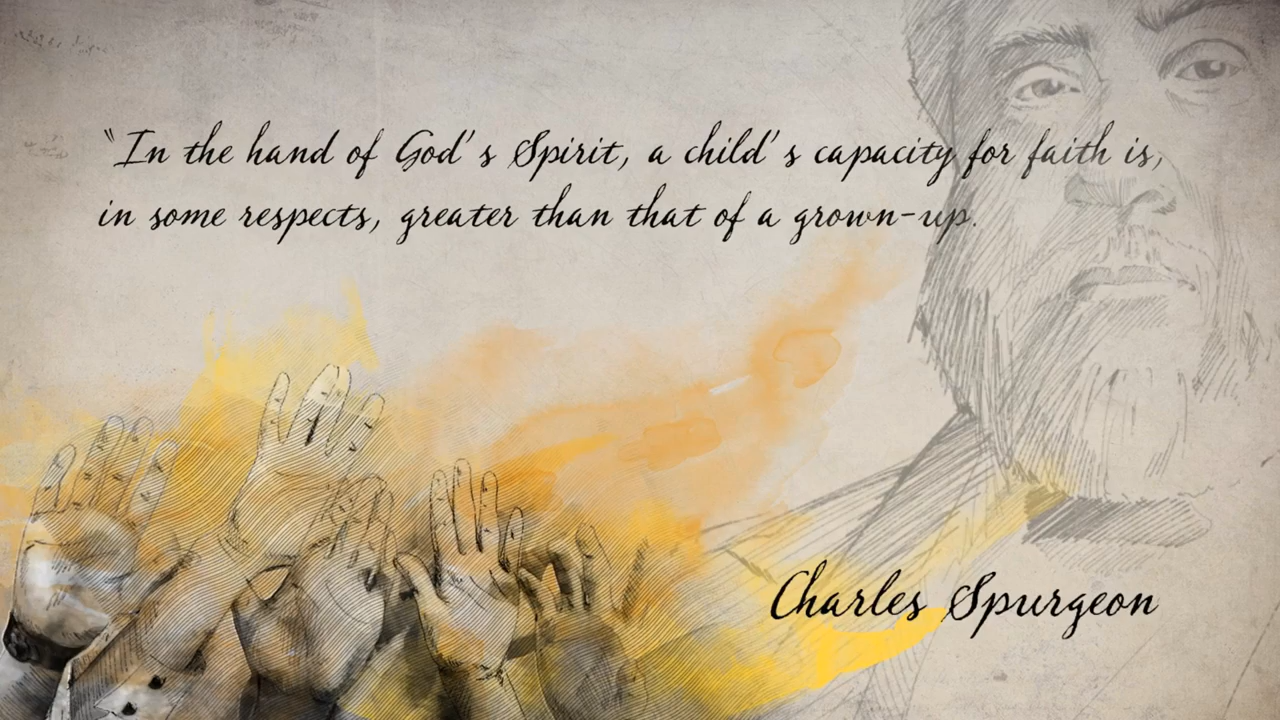 “In the hand of God's Spirit, a child's capacity for faith is,
in some respects, greater than that of a grown-up.
Charles Spurgeon